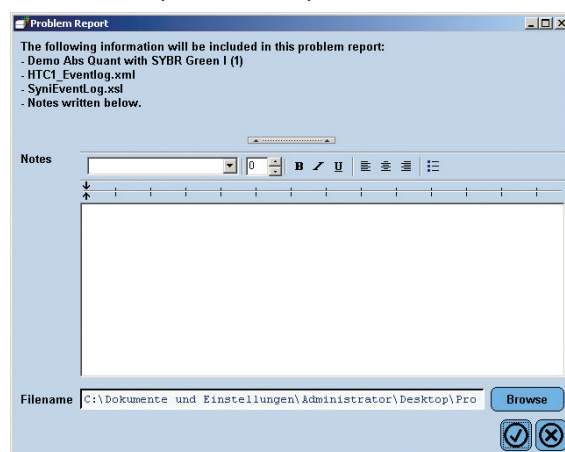 Problem Report
The following information will be included in this problem report:
- Demo Abs Quant with SYBR Green I (1)
- HTC1_Eventlog.xml
- SyniEventLog.xsl
- Notes written below.
Notes
0 B I U
Filename C:\Dokumente und Einstellungen\Administrator\Desktop\Pro Browse